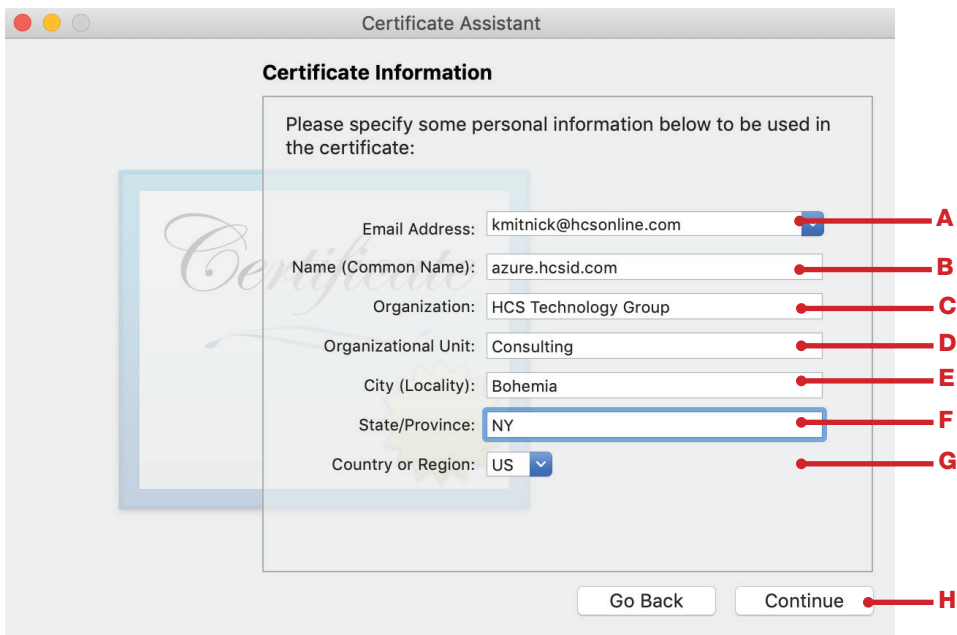 Certificate Assistant
Certificate Information
Please specify some personal information below to be used in
the certificate:
Certificate
Email Address: kmitnick@hcsonline.com A
Name (Common Name): azure.hcsid.com B
Organization: HCS Technology Group C
Organizational Unit: Consulting D
City (Locality): Bohemia E
State/Province: NY F
Country or Region: US G
Go Back Continue H